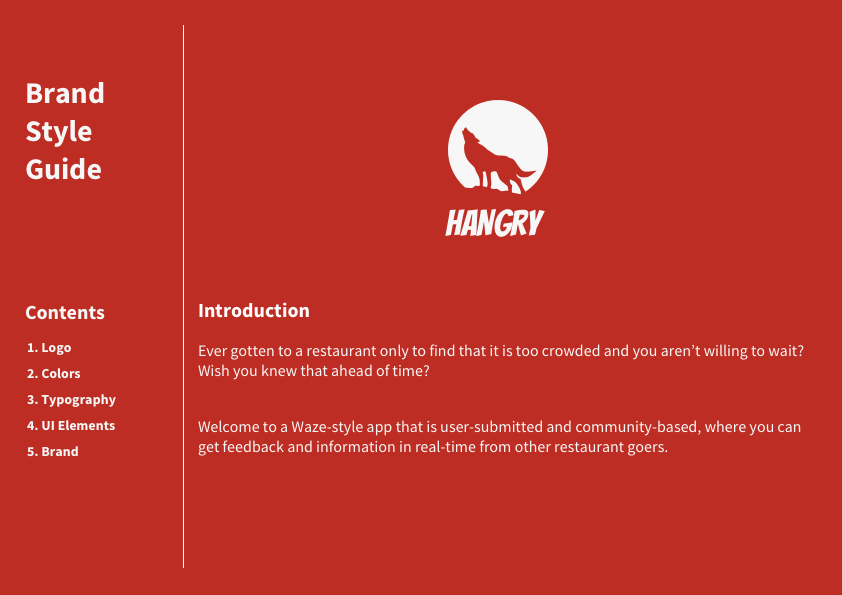 Brand
Style
Guide
Contents
1. Logo
2. Colors
3. Typography
4. UI Elements
5. Brand
HANGRY
Introduction
Ever gotten to a restaurant only to find that it is too crowded and you aren’t willing to wait?
Wish you knew that ahead of time?
Welcome to a Waze-style app that is user-submitted and community-based, where you can
get feedback and information in real-time from other restaurant goers.